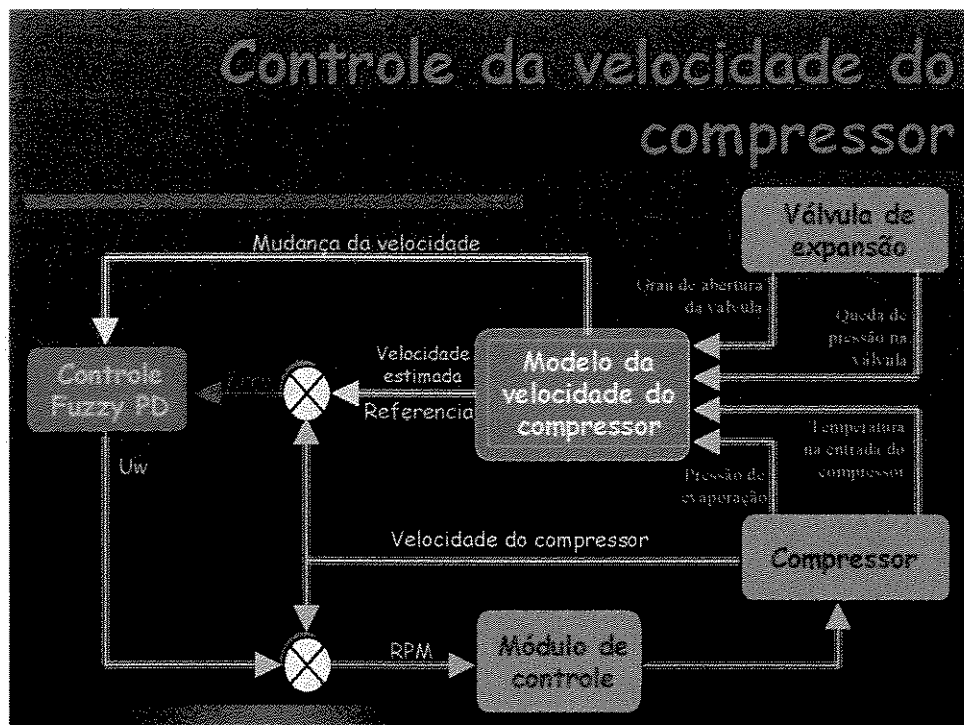 Controle da velocidade do
compressor
Válvula de
expansão
Mudança da velocidade
Grau de abertura
da valvula
Queda de
pressão na
válvula
Controle
Fuzzy PD
Velocidade
estimada
Referencia
Modelo da
velocidade do
compressor
Uw
Temperatura
na entrada do
compressor
Pressão de
evaporação
Velocidade do compressor
Compressor
RPM
Módulo de
controle